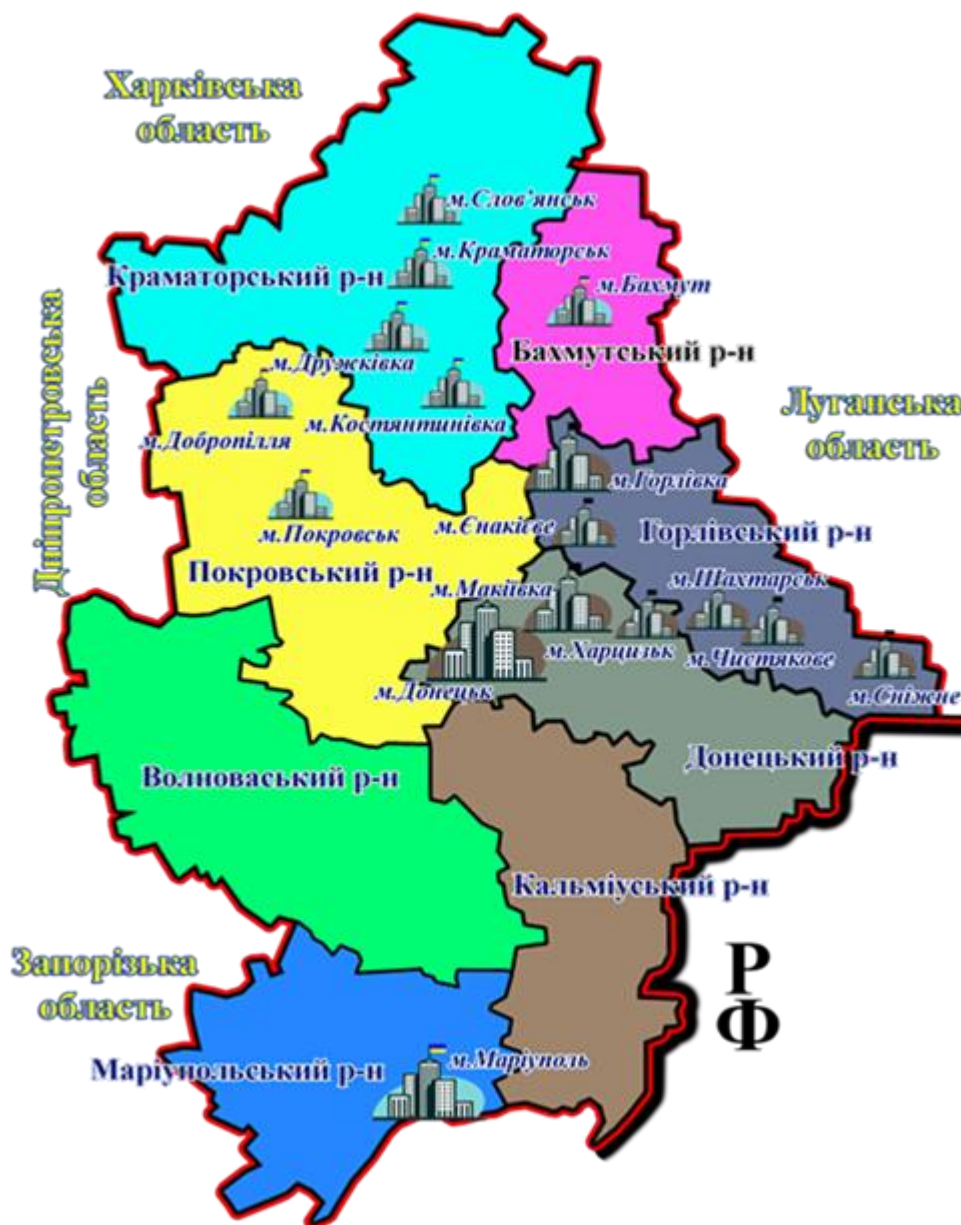 Харківська
область
м.Слов’янськ
м.Краматорськ
Краматорський р-н
м.Бахмут
Дніпропетровська
область
м.Дружківка
Бахмутський р-н
м.Добропілля
м.Костянтинівка
Луганська
область
м.Горлівка
м.Покровськ
м.Єнакієве
Горлівський р-н
Покровський р-н
м.Макіївка
м.Шахтарськ
м.Харцизьк
м.Чистякове
м.Донецьк
м.Сніжне
Волноваський р-н
Донецький р-н
Кальміуський р-н
Запорізька
область
Р
Ф
Маріупольський р-н
м.Маріуполь